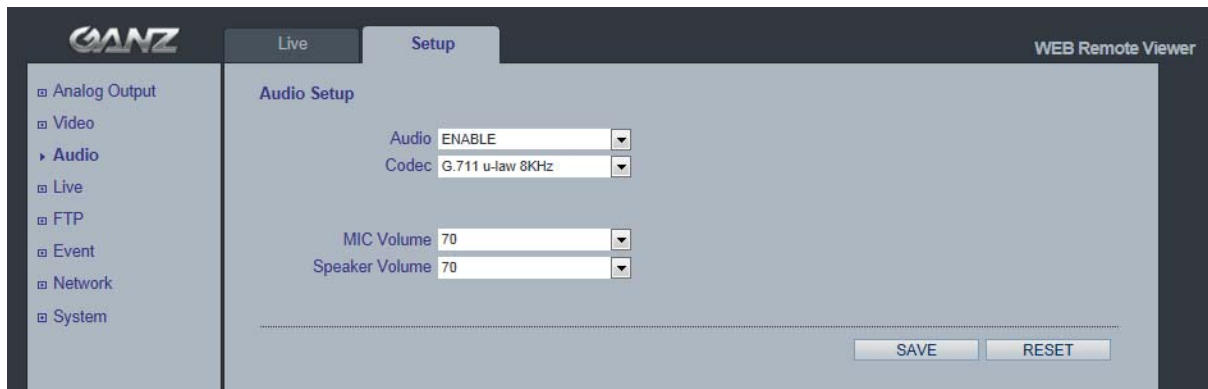 GANZ
Live
Setup
WEB Remote Viewer
Analog Output
Video
Audio
Live
FTP
Event
Network
System
Audio Setup
Audio ENABLE
Codec G.711 u-law 8KHz
MIC Volume 70
Speaker Volume 70
SAVE
RESET